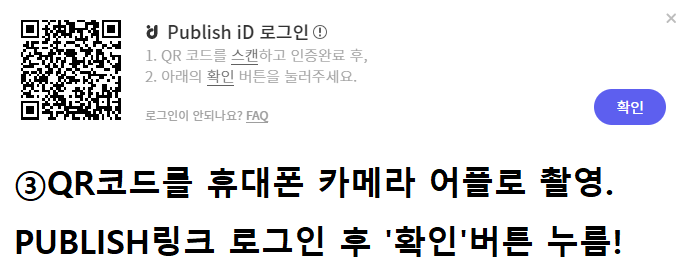 Publish iD 로그인
1. QR 코드를 스캔하고 인증완료 후,
2. 아래의 확인 버튼을 눌러주세요.
로그인이 안되나요? FAQ
확인
③QR코드를 휴대폰 카메라 어플로 촬영.
PUBLISH링크 로그인 후 '확인'버튼 누름!